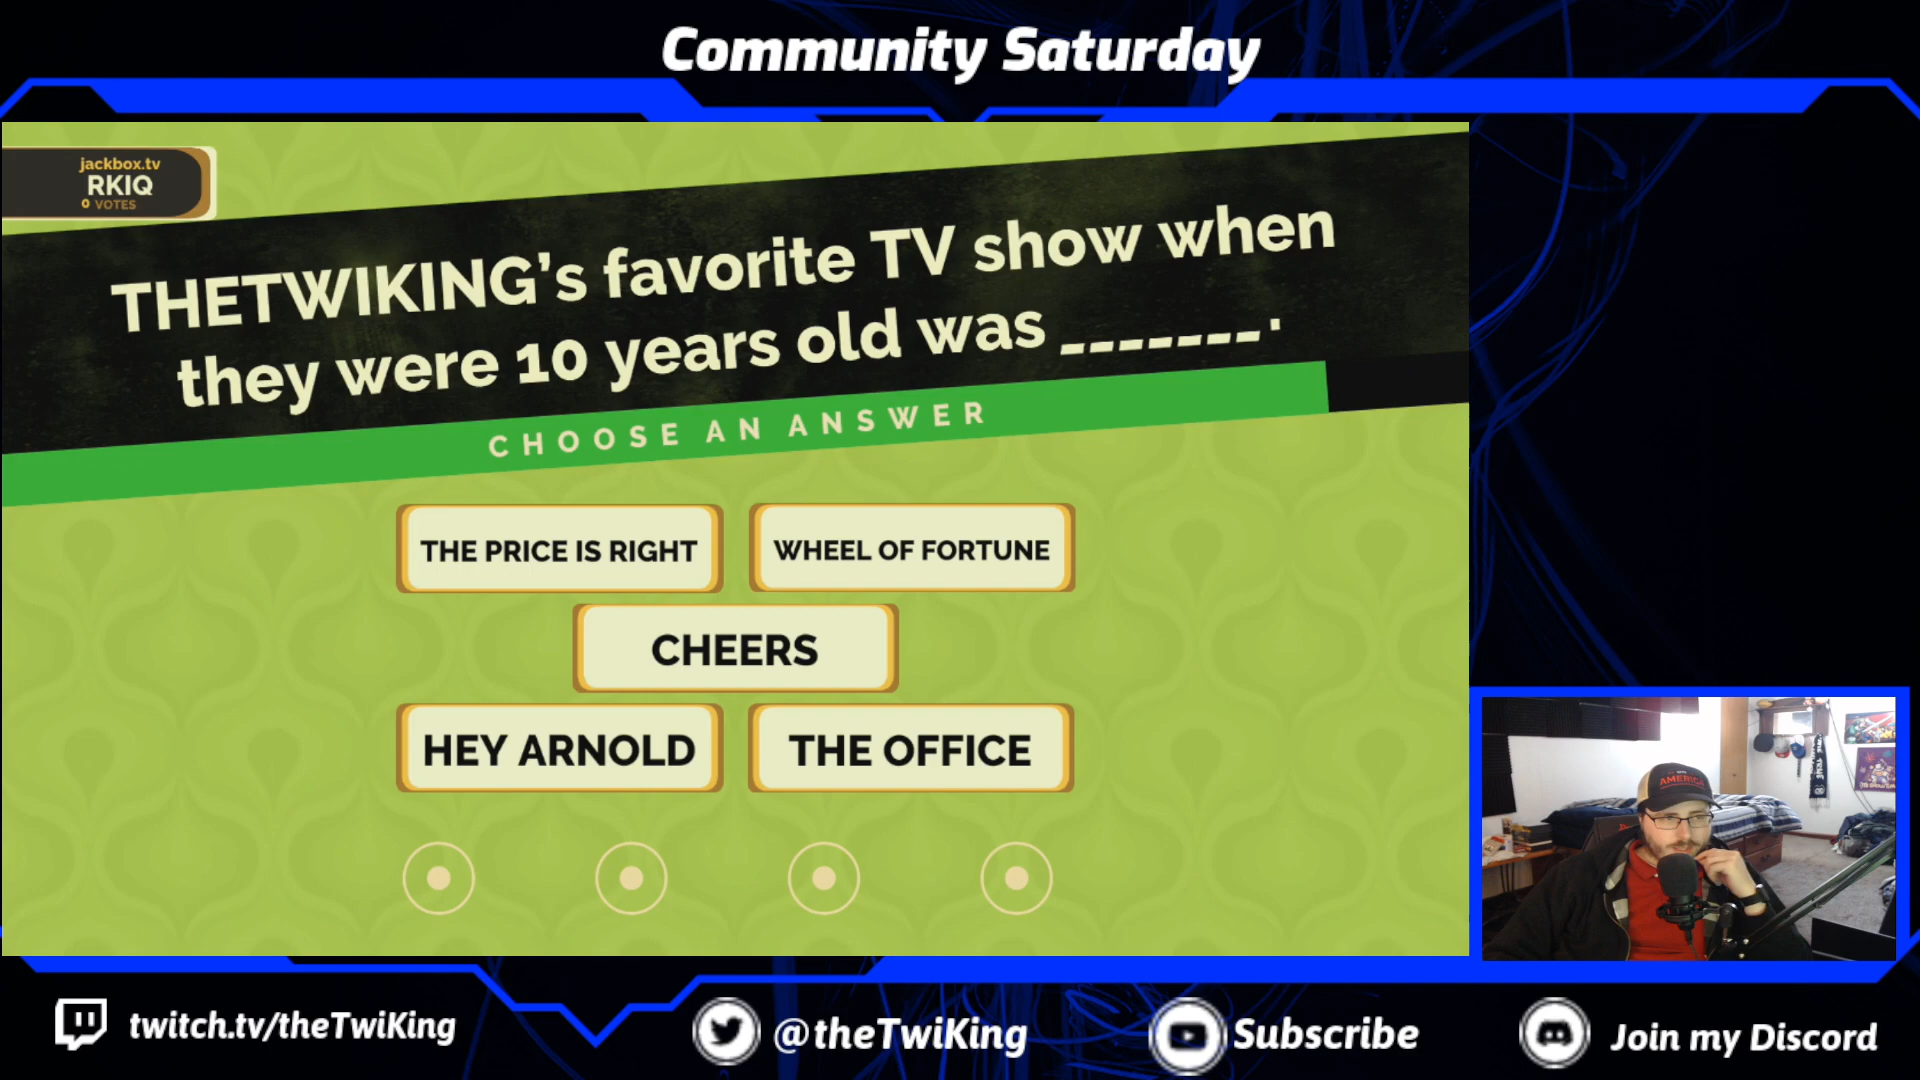 Community Saturday
jackbox.tv
RKIQ
0 VOTES
THETWIKING's favorite TV show when
they were 10 years old was _______.
CHOOSE AN ANSWER
THE PRICE IS RIGHT
WHEEL OF FORTUNE
CHEERS
HEY ARNOLD
THE OFFICE
twitch.tv/theTwiKing
@theTwiKing
Subscribe
Join my Discord